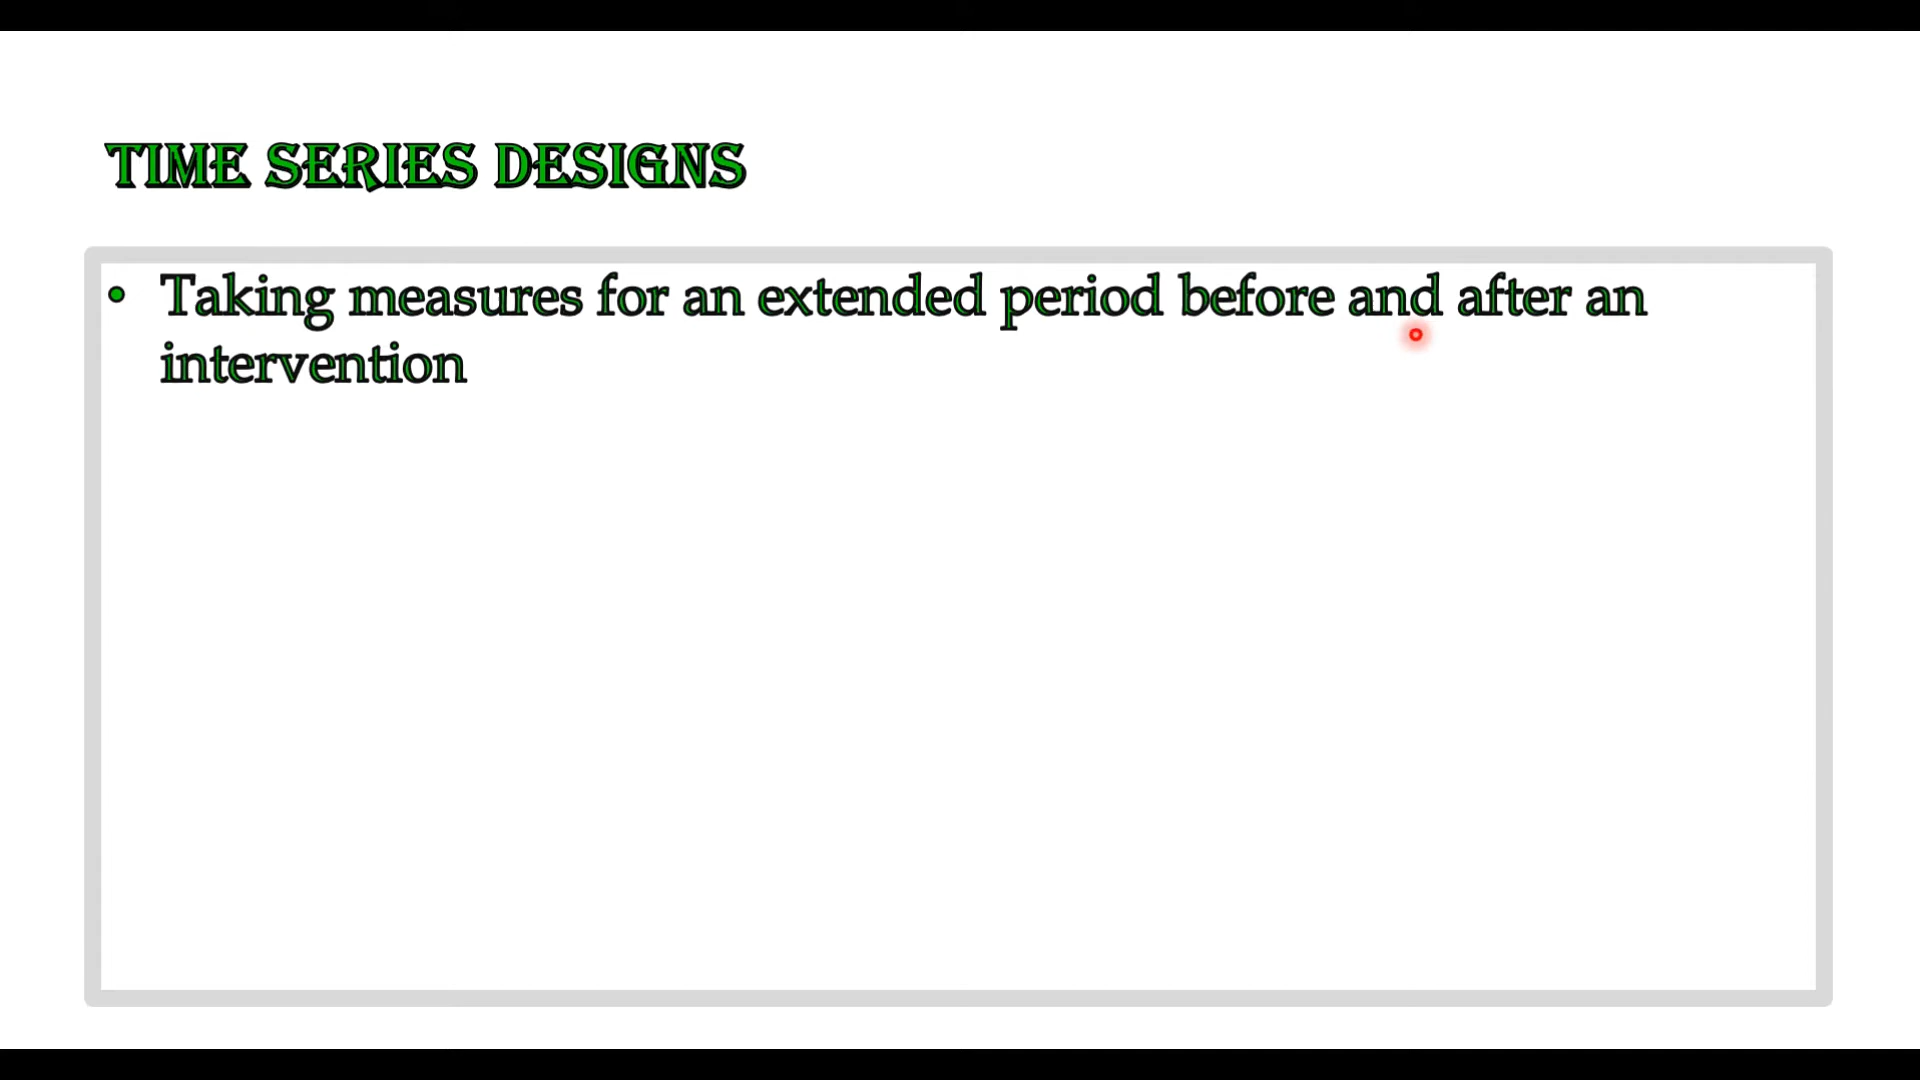 TIME SERIES DESIGNS
• Taking measures for an extended period before and after an
intervention